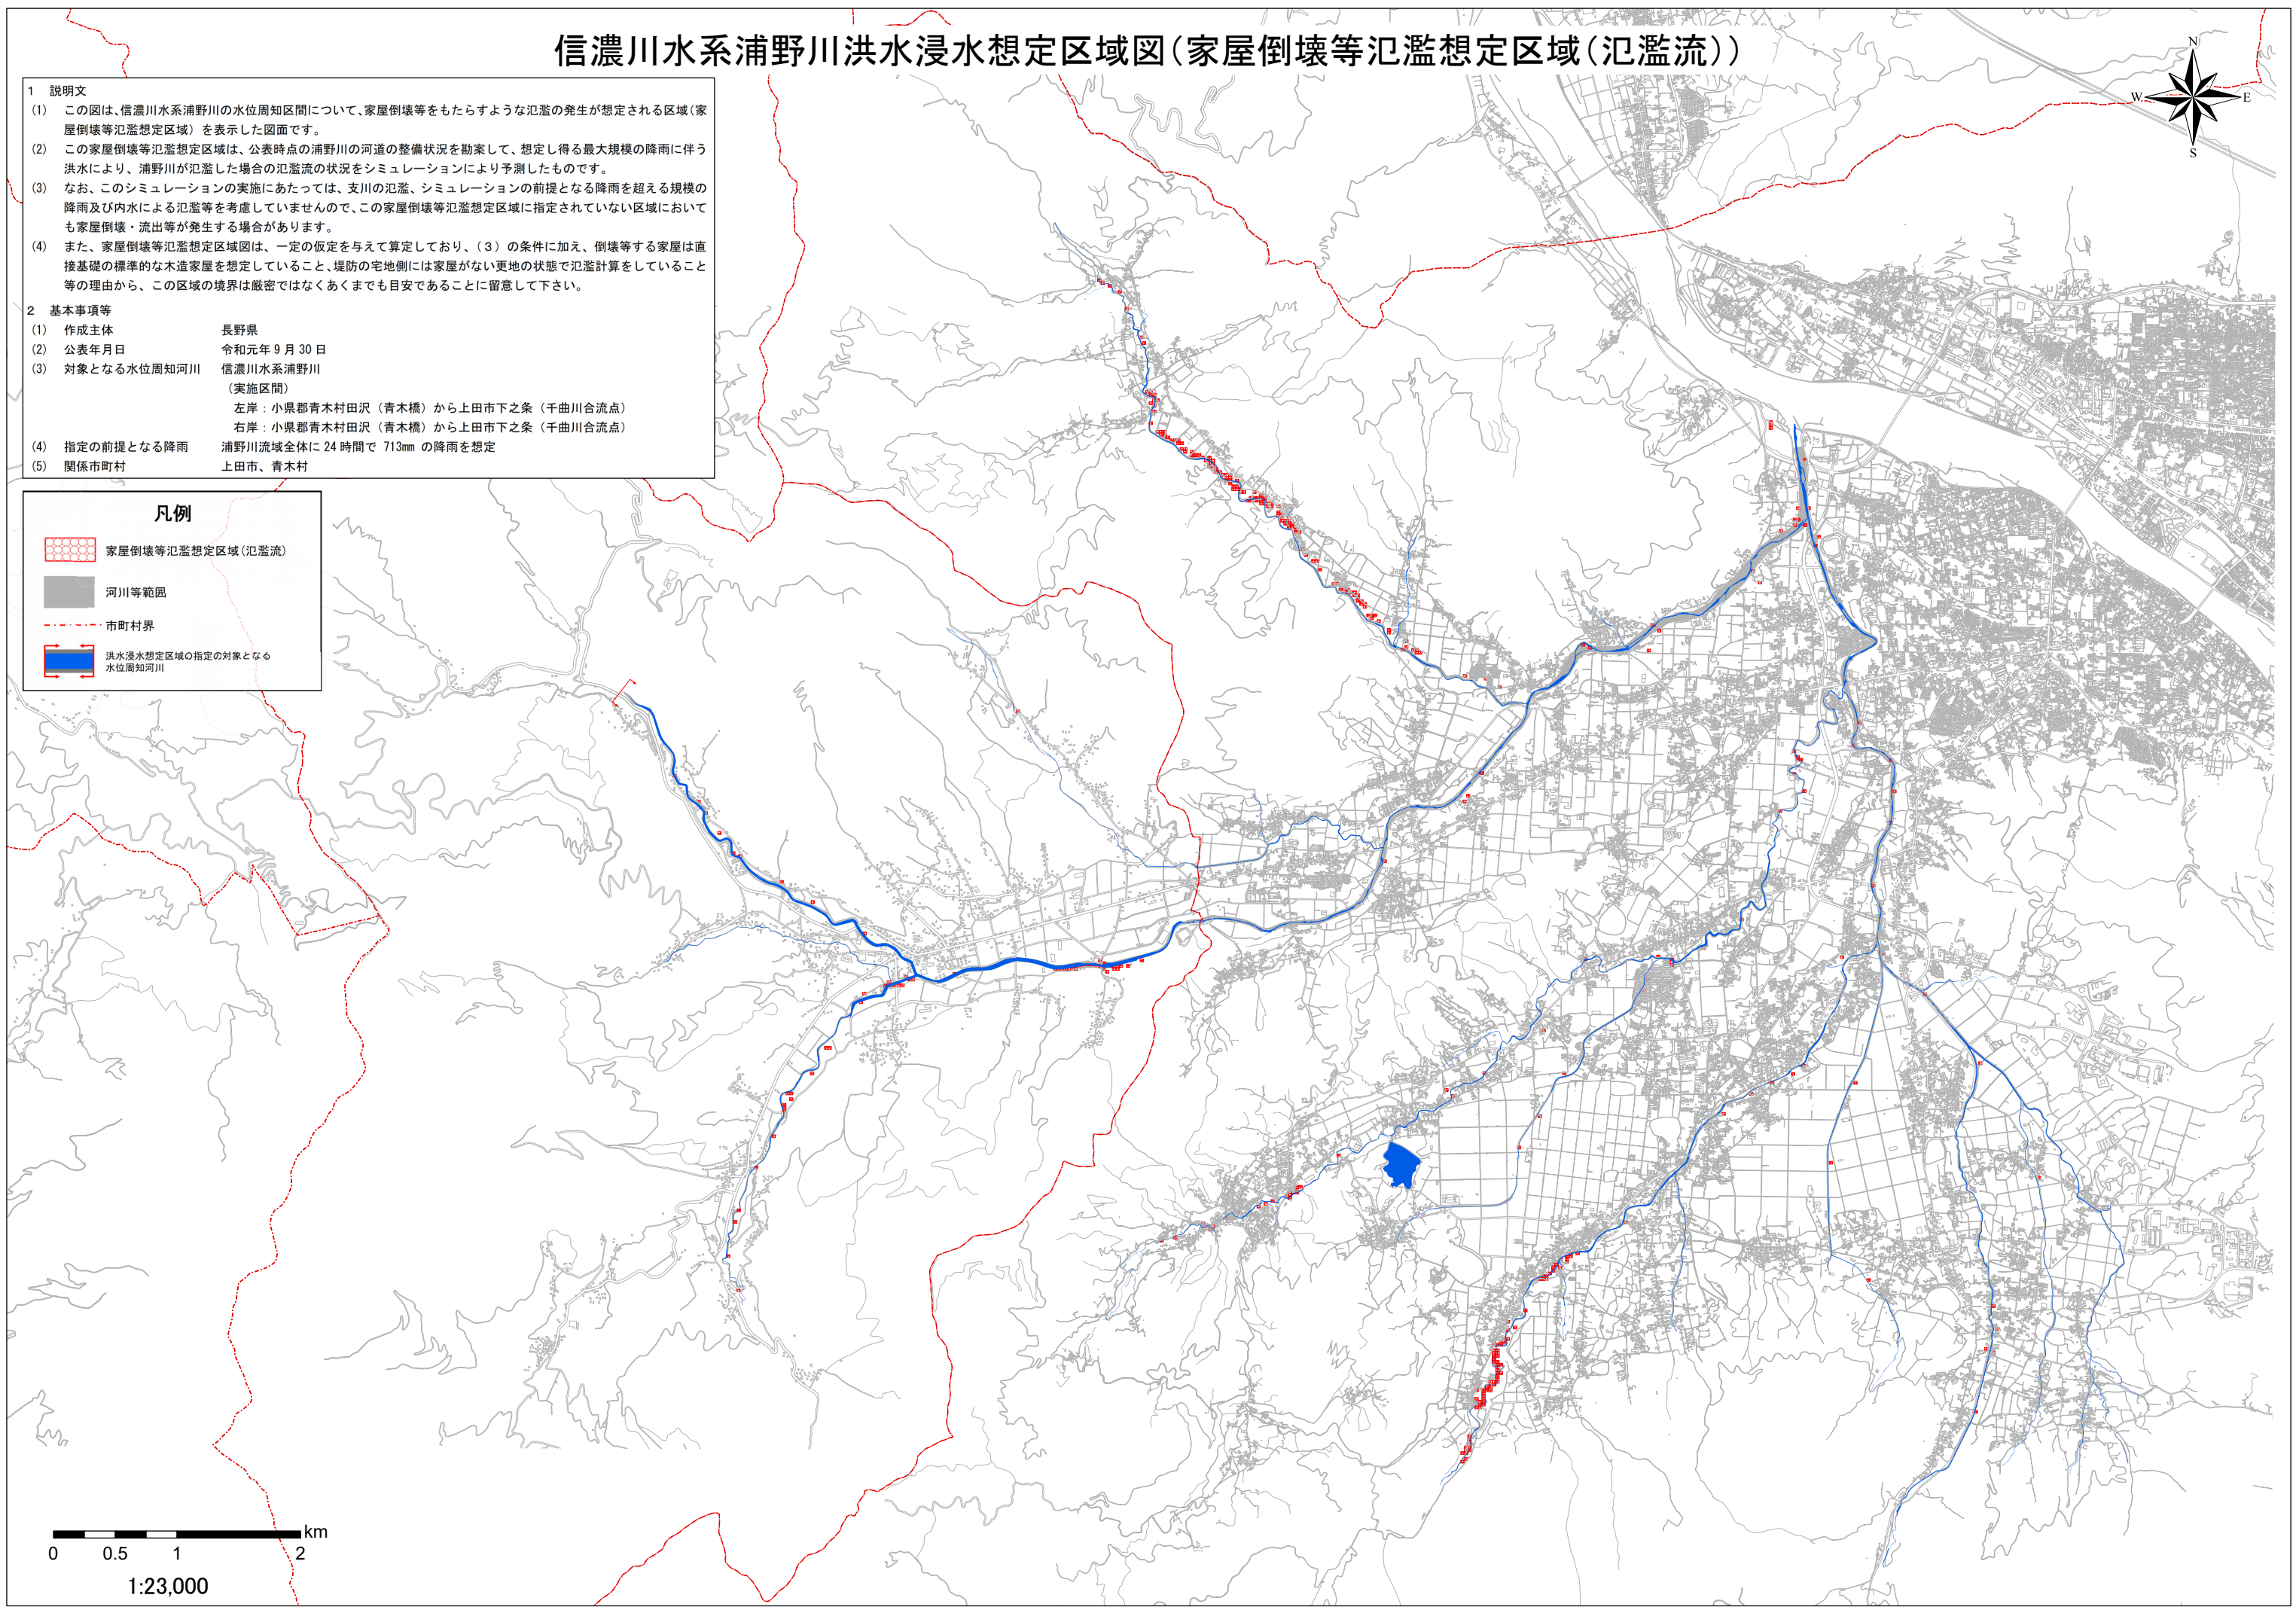 信濃川水系浦野川洪水浸水想定区域図(家屋倒壊等氾濫想定区域(氾濫流))
N
W
E
S
1 説明文
(1) この図は、信濃川水系浦野川の水位周知区間について、家屋倒壊等をもたらすような氾濫の発生が想定される区域(家
屋倒壊等氾濫想定区域)を表示した図面です。
(2) この家屋倒壊等氾濫想定区域は、公表時点の浦野川の河道の整備状況を勘案して、想定し得る最大規模の降雨に伴う
洪水により、浦野川が氾濫した場合の氾濫流の状況をシミュレーションにより予測したものです。
(3) なお、このシミュレーションの実施にあたっては、支川の氾濫、シミュレーションの前提となる降雨を超える規模の
降雨及び内水による氾濫等を考慮していませんので、この家屋倒壊等氾濫想定区域に指定されていない区域において
も家屋倒壊・流出等が発生する場合があります。
(4) また、家屋倒壊等氾濫想定区域図は、一定の仮定を与えて算定しており、(3)の条件に加え、倒壊等する家屋は直
接基礎の標準的な木造家屋を想定していること、堤防の宅地側には家屋がない更地の状態で氾濫計算をしていること
等の理由から、この区域の境界は厳密ではなくあくまでも目安であることに留意して下さい。
2 基本事項等
(1) 作成主体 長野県
(2) 公表年月日 令和元年9月30日
(3) 対象となる水位周知河川 信濃川水系浦野川
(実施区間)
左岸:小県郡青木村田沢(青木橋)から上田市下之条(千曲川合流点)
右岸:小県郡青木村田沢(青木橋)から上田市下之条(千曲川合流点)
(4) 指定の前提となる降雨 浦野川流域全体に24時間で 713mm の降雨を想定
(5) 関係市町村 上田市、青木村
凡例
家屋倒壊等氾濫想定区域(氾濫流)
河川等範囲
市町村界
洪水浸水想定区域の指定の対象となる
水位周知河川
km
0 0.5 1 2
1:23,000